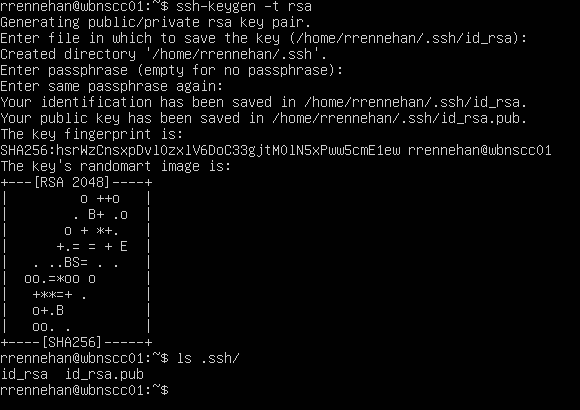 rrennehan@wbnscc01:~$ ssh-keygen -t rsa
Generating public/private rsa key pair.
Enter file in which to save the key (/home/rrennehan/.ssh/id_rsa):
Created directory '/home/rrennehan/.ssh'.
Enter passphrase (empty for no passphrase):
Enter same passphrase again:
Your identification has been saved in /home/rrennehan/.ssh/id_rsa.
Your public key has been saved in /home/rrennehan/.ssh/id_rsa.pub.
The key fingerprint is:
SHA256:hsrWzCnsxpDvl0zxlV6DoC33gjtM0lN5xPww5cmE1ew rrennehan@wbnscc01
The key's randomart image is:
+---[RSA 2048]----+
|         o ++o   |
|        . B+ .o  |
|       o + *+.   |
|      +.= = + E  |
|   . ..BS= . .   |
|  oo.=*oo o      |
|   +**=+ .       |
|   o+.B          |
|   oo. .         |
+----[SHA256]-----+
rrennehan@wbnscc01:~$ ls .ssh/
id_rsa  id_rsa.pub
rrennehan@wbnscc01:~$